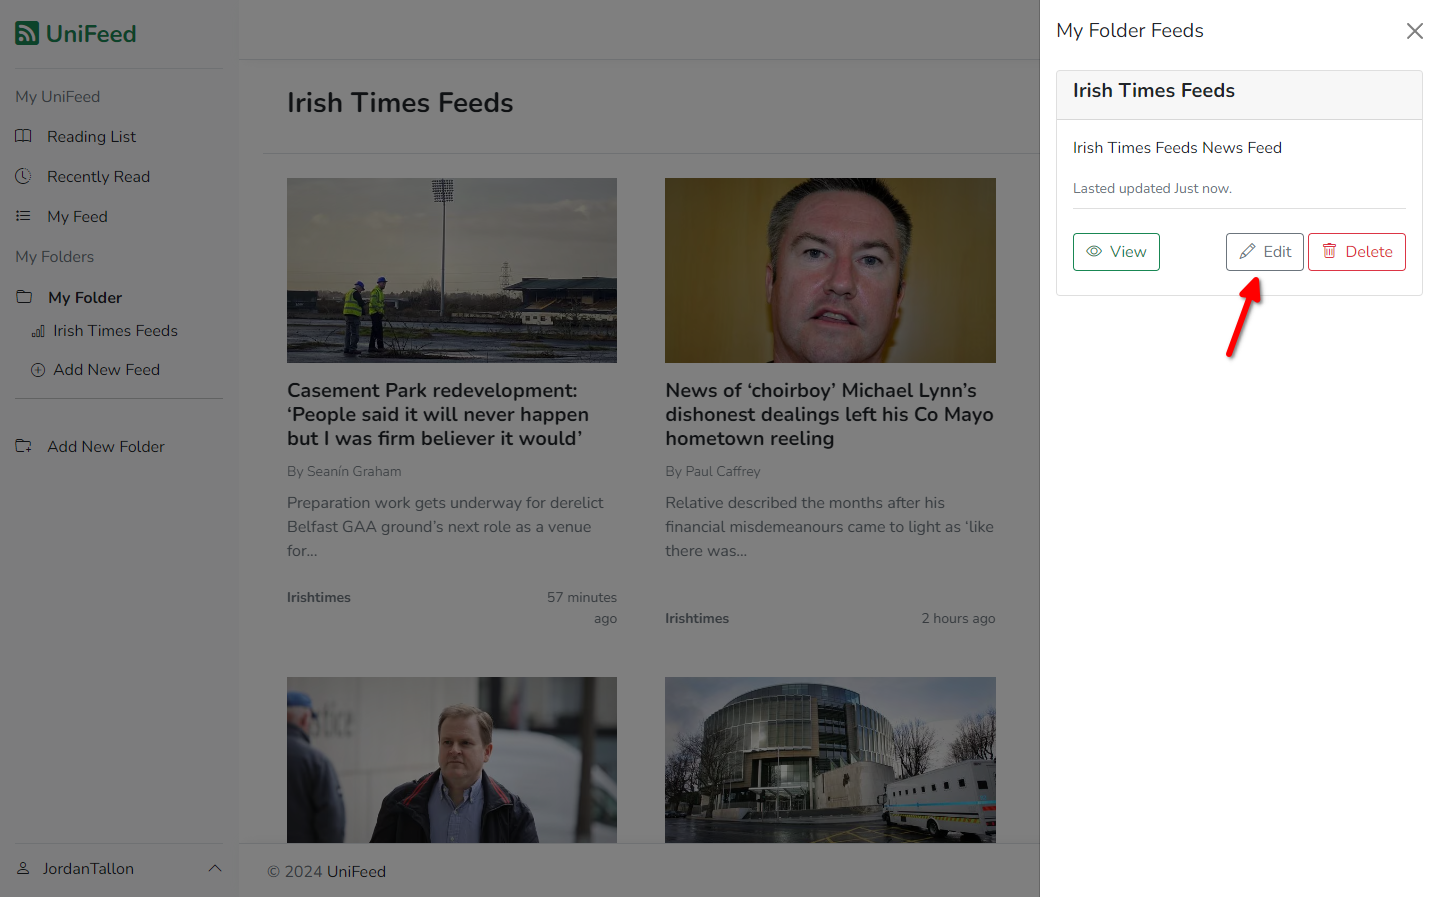 UniFeed
My UniFeed
Reading List
Recently Read
My Feed
My Folders
My Folder
Irish Times Feeds
Add New Feed
Add New Folder
JordanTallon
Irish Times Feeds
Casement Park redevelopment:
‘People said it will never happen
but I was firm believer it would’
By Seanín Graham
Preparation work gets underway for derelict
Belfast GAA ground’s next role as a venue
for...
Irishtimes
57 minutes
ago
News of ‘choirboy’ Michael Lynn’s
dishonest dealings left his Co Mayo
hometown reeling
By Paul Caffrey
Relative described the months after his
financial misdemeanours came to light as ‘like
there was...
Irishtimes
2 hours ago
© 2024 UniFeed
My Folder Feeds
Irish Times Feeds
Irish Times Feeds News Feed
Lasted updated Just now.
View
Edit
Delete